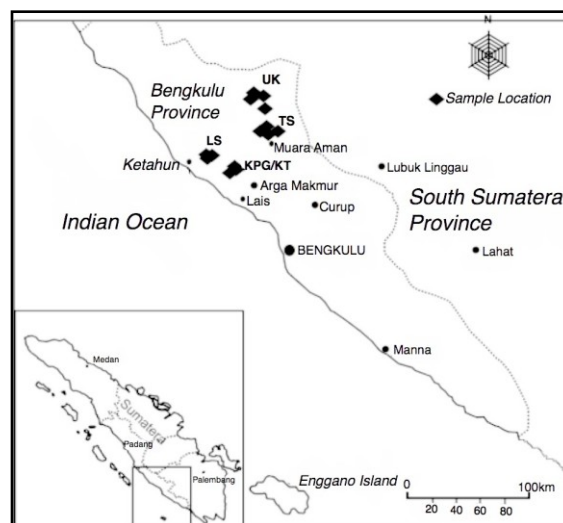 N
UK
Bengkulu
Province
Sample Location
TS
LS
Muara Aman
Ketahun
KPG/KT
Lubuk Linggau
Arga Makmur
Lais
Curup
South Sumatera
Province
Indian Ocean
BENGKULU
Lahat
Manna
Medan
Sumatera
Padang
Palembang
Enggano Island
0
100km
20 40 60 80